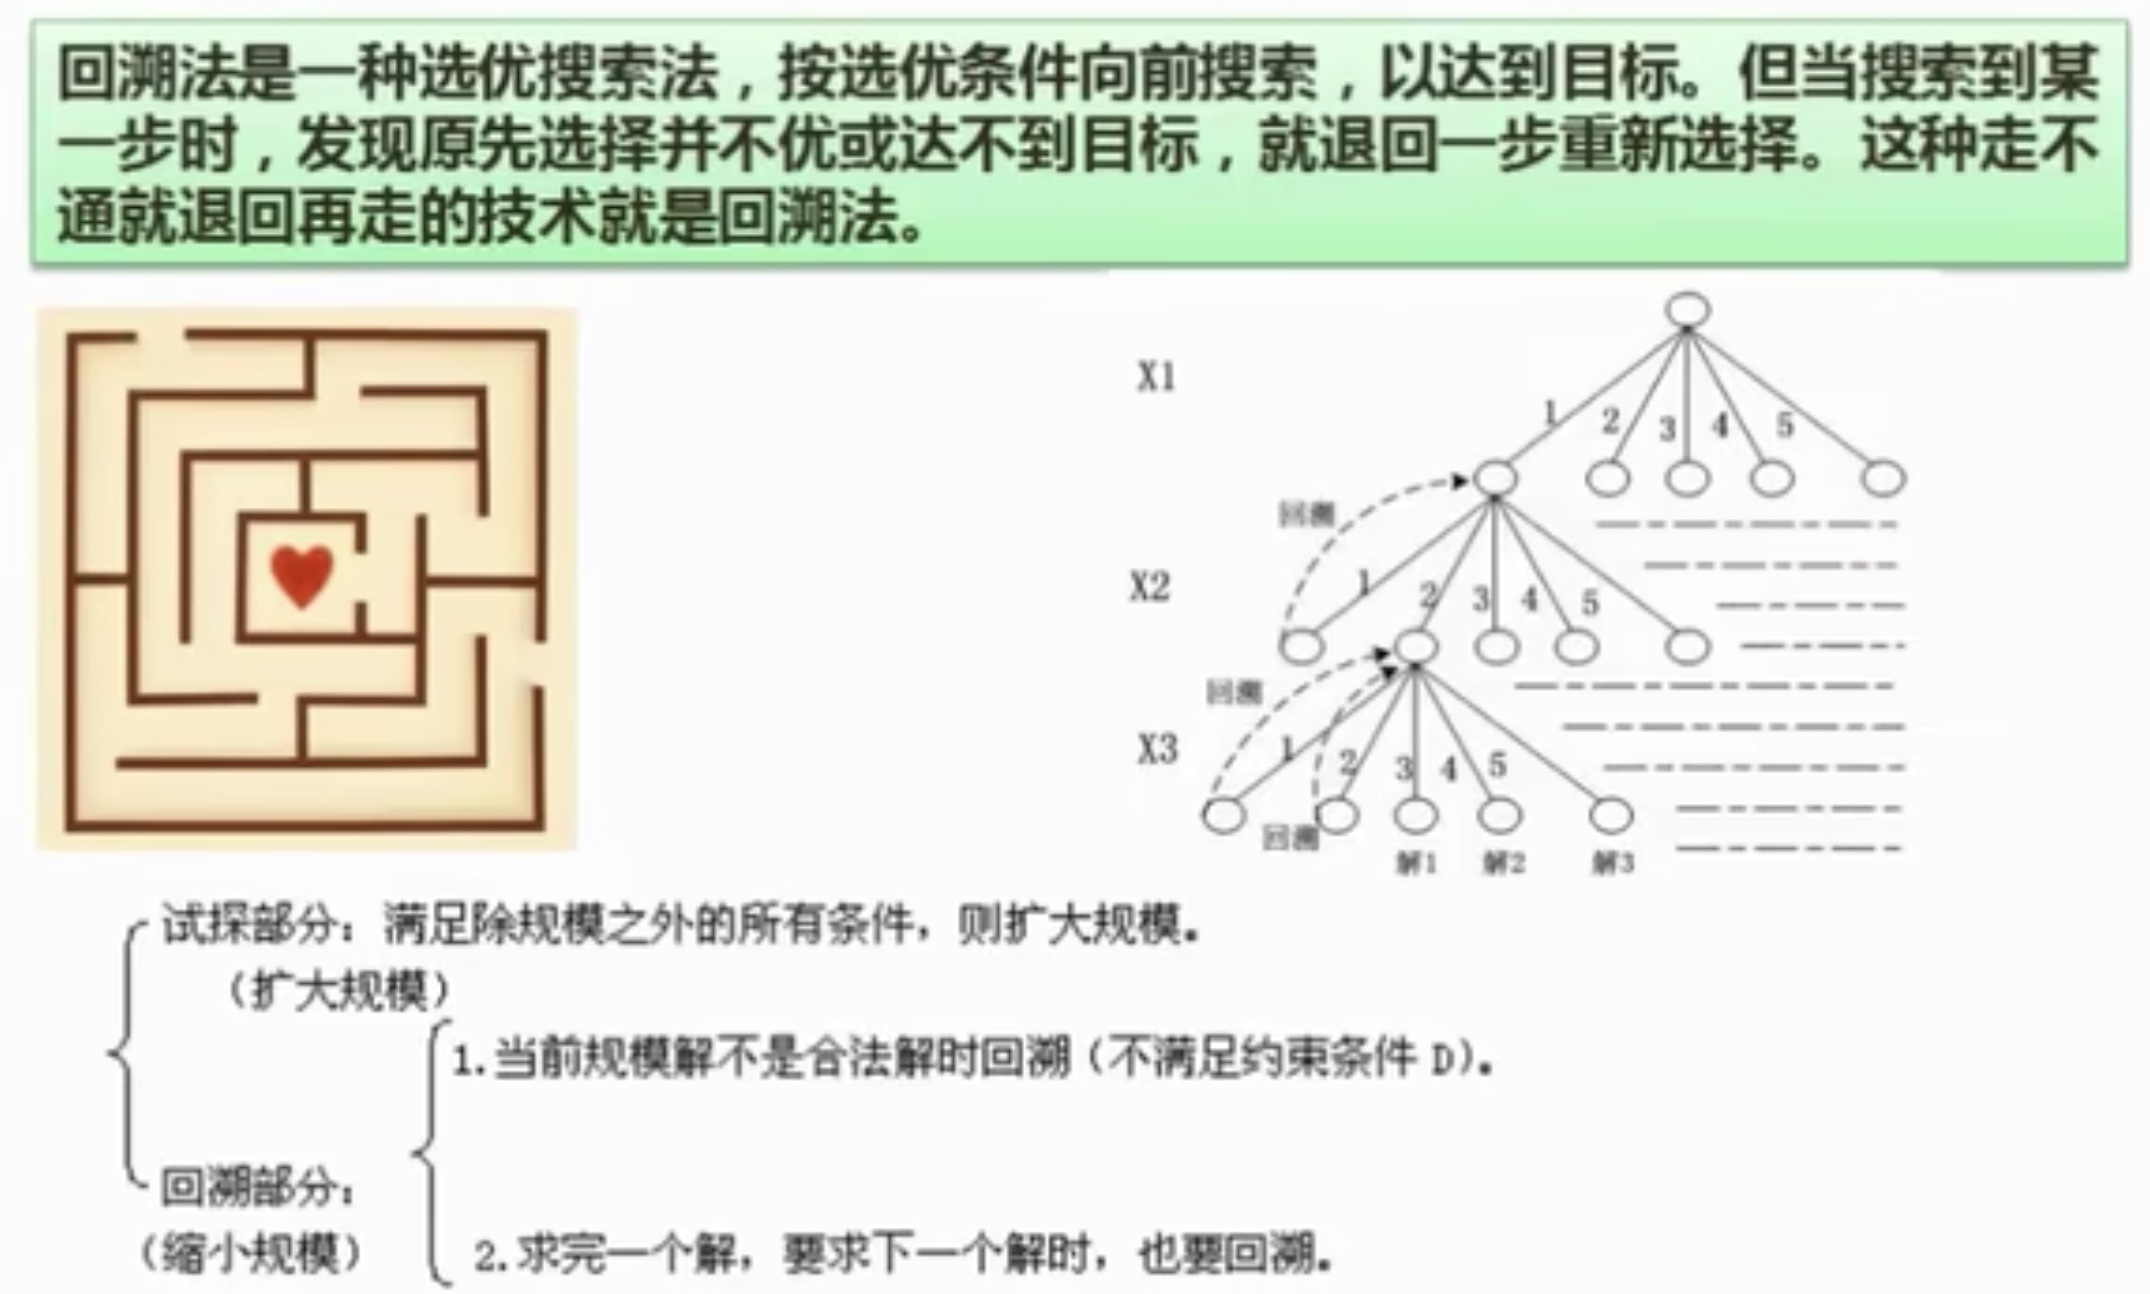 回溯法是一种选优搜索法，按选优条件向前搜索，以达到目标。但当搜索到某
一步时，发现原先选择并不优或达不到目标，就退回一步重新选择。这种走不
通就退回再走的技术就是回溯法。
X1
1 2 3 4 5
回溯
X2
1 2 3 4 5
回溯
X3
1 2 3 4 5
回溯
解1 解2 解3
试探部分：满足除规模之外的所有条件，则扩大规模。
（扩大规模）
1.当前规模解不是合法解时回溯（不满足约束条件 D）。
回溯部分：
（缩小规模）
2.求完一个解，要求下一个解时，也要回溯。